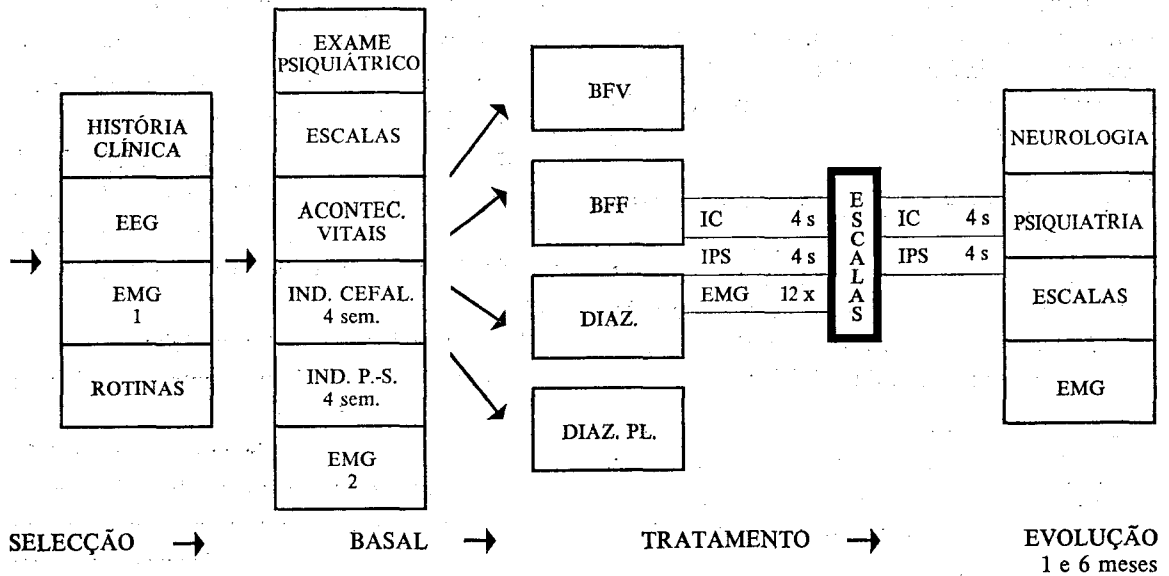 HISTÓRIA
CLÍNICA
EEG
EMG
1
ROTINAS
EXAME
PSIQUIÁTRICO
ESCALAS
ACONTEC.
VITAIS
IND. CEFAL.
4 sem.
IND. P.-S.
4 sem.
EMG
2
BFV
BFF
DIAZ.
DIAZ. PL.
IC 4 s
IPS 4 s
EMG 12 x
ESCALAS
IC 4 s
IPS 4 s
NEUROLOGIA
PSIQUIATRIA
ESCALAS
EMG
SELECÇÃO → BASAL → TRATAMENTO → EVOLUÇÃO
1 e 6 meses